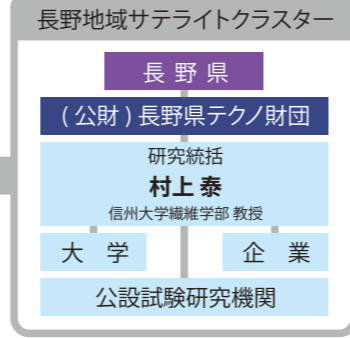 長野地域サテライトクラスター
長野県
(公財)長野県テクノ財団
研究統括
村上 泰
信州大学繊維学部 教授
大 学
企 業
公設試験研究機関